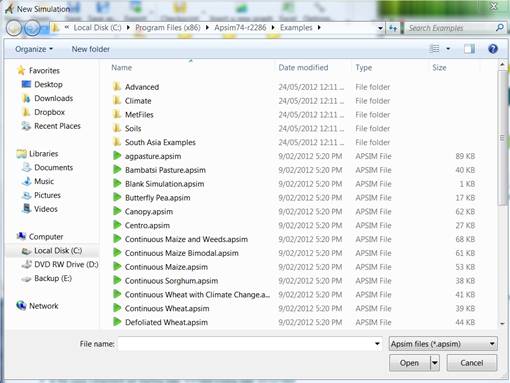 New Simulation
« Local Disk (C:) ▸ Program Files (x86) ▸ Apsim74-r2286 ▸ Examples ▸ Search Examples
Organize New folder
Name Date modified Type Size
Favorites
Desktop
Downloads
Dropbox
Recent Places
Libraries
Documents
Music
Pictures
Videos
Computer
Local Disk (C:)
DVD RW Drive (D:)
Backup (E:)
Network
Advanced 24/05/2012 12:11 ... File folder
Climate 24/05/2012 12:11 ... File folder
MetFiles 24/05/2012 12:11 ... File folder
Soils 24/05/2012 12:11 ... File folder
South Asia Examples 24/05/2012 12:11 ... File folder
agpasture.apsim 9/02/2012 5:20 PM APSIM File 89 KB
Bambatsi Pasture.apsim 9/02/2012 5:20 PM APSIM File 40 KB
Blank Simulation.apsim 9/02/2012 5:20 PM APSIM File 1 KB
Butterfly Pea.apsim 9/02/2012 5:20 PM APSIM File 17 KB
Canopy.apsim 9/02/2012 5:20 PM APSIM File 62 KB
Centro.apsim 9/02/2012 5:20 PM APSIM File 27 KB
Continuous Maize and Weeds.apsim 9/02/2012 5:20 PM APSIM File 68 KB
Continuous Maize Bimodal.apsim 9/02/2012 5:20 PM APSIM File 61 KB
Continuous Maize.apsim 9/02/2012 5:20 PM APSIM File 53 KB
Continuous Sorghum.apsim 9/02/2012 5:20 PM APSIM File 38 KB
Continuous Wheat with Climate Change.a... 9/02/2012 5:20 PM APSIM File 41 KB
Continuous Wheat.apsim 9/02/2012 5:20 PM APSIM File 39 KB
Defoliated Wheat.apsim 9/02/2012 5:20 PM APSIM File 44 KB
File name: Apsim files (*.apsim)
Open Cancel